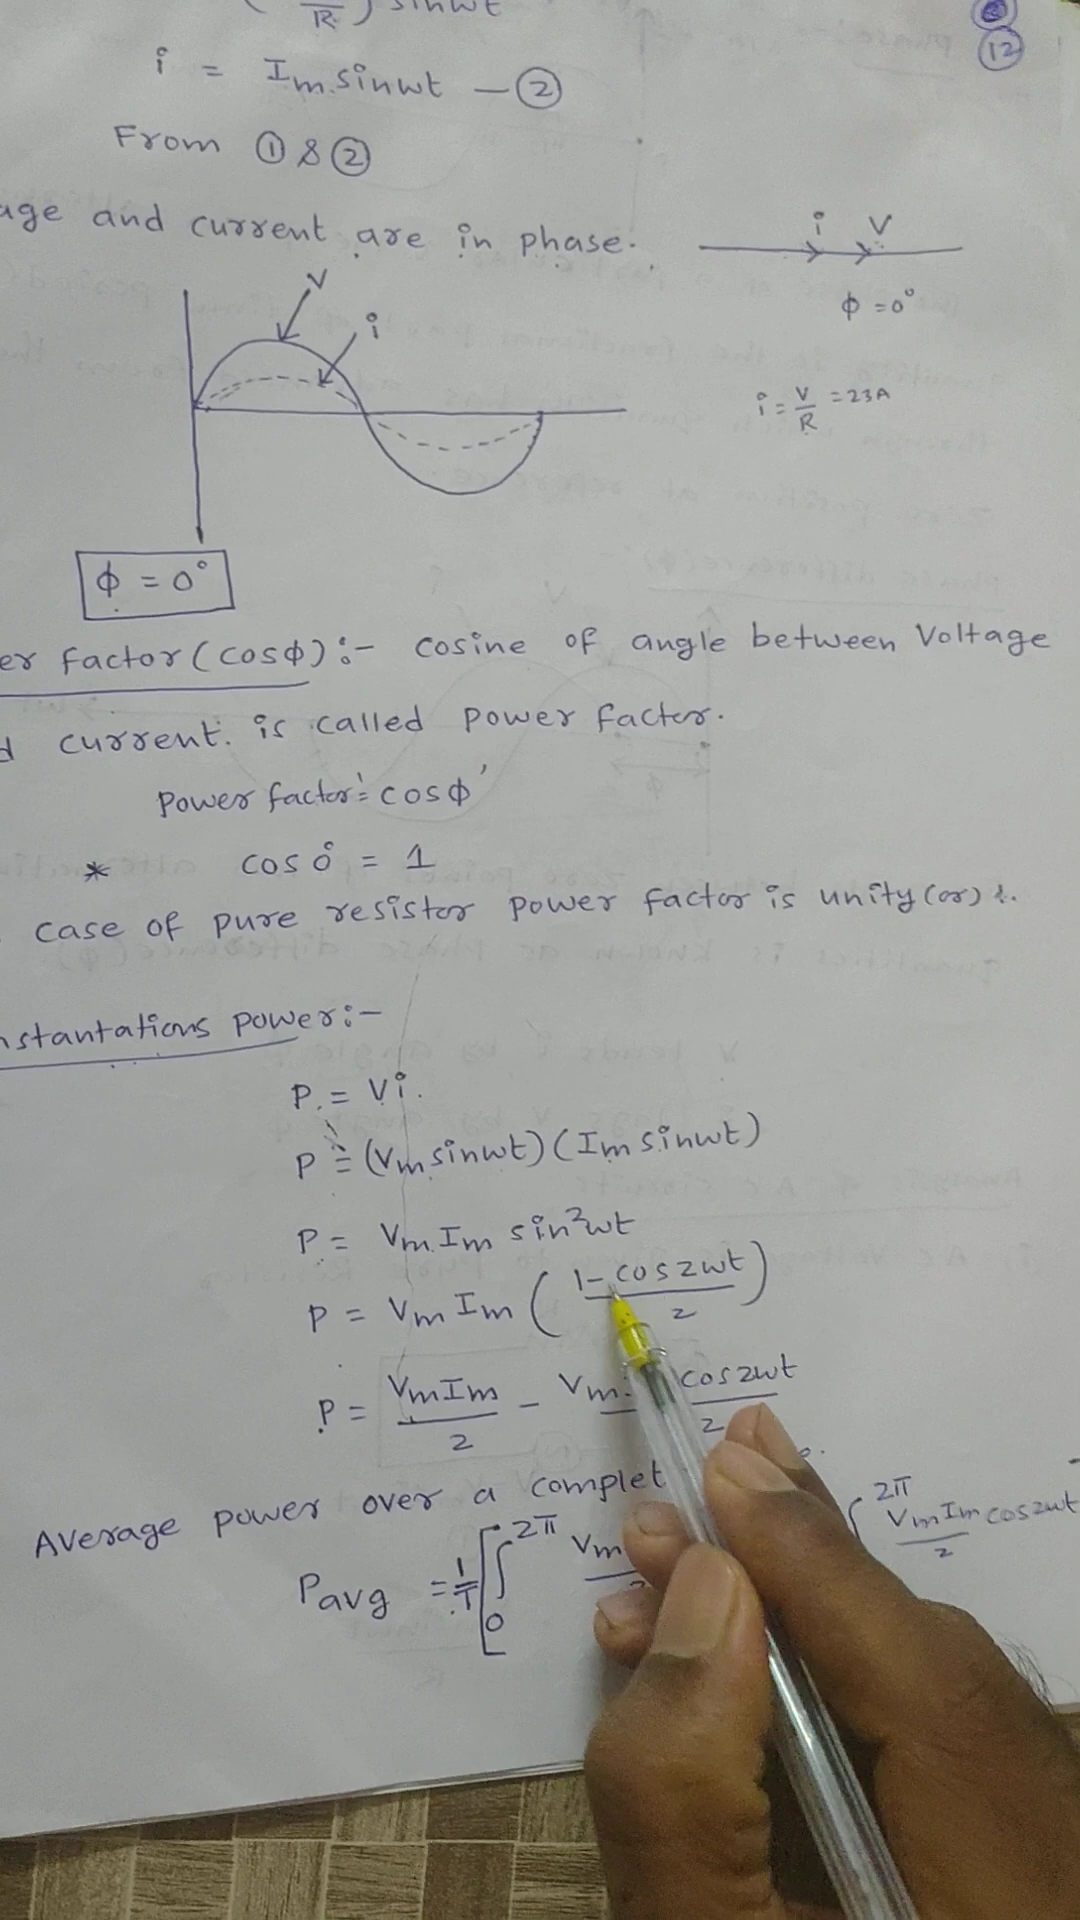 R ) sinwt
12
i = Im sinwt — ②
From ① & ②
age and current are in phase.
i V
ϕ = 0°
V
i
i = V/R = 23A
ϕ = 0°
er factor (cosϕ) :- cosine of angle between Voltage
d current. is called power factor.
power factor = cosϕ
* cos 0° = 1
case of pure resistor power factor is unity (or) 1.
nstantations power :-
P = Vi.
P = (Vm sinwt) (Im sinwt)
P = Vm Im sin²wt
P = Vm Im ( 1 - cos2wt / 2 )
P = VmIm / 2 - Vm cos2wt / 2
Average power over a complet
Pavg = 1/T [ ∫ 0 2π Vm ∫ 2π VmIm cos2wt / 2